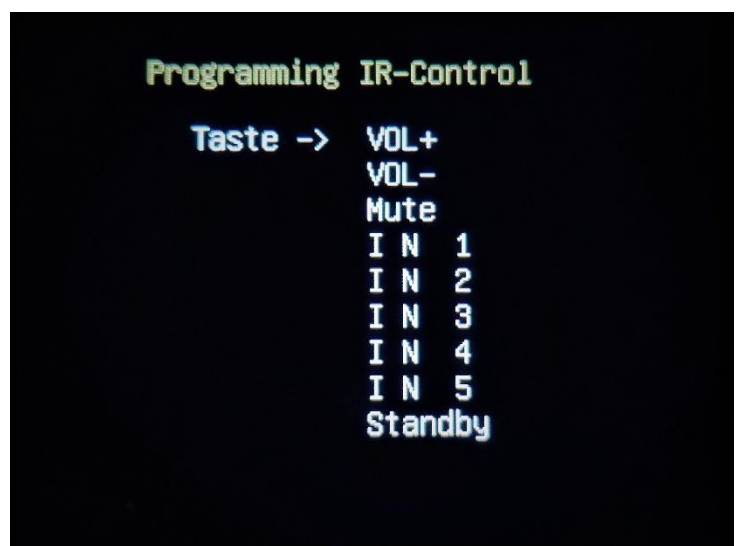 Programming IR-Control
Taste -> VOL+
VOL-
Mute
I N 1
I N 2
I N 3
I N 4
I N 5
Standby